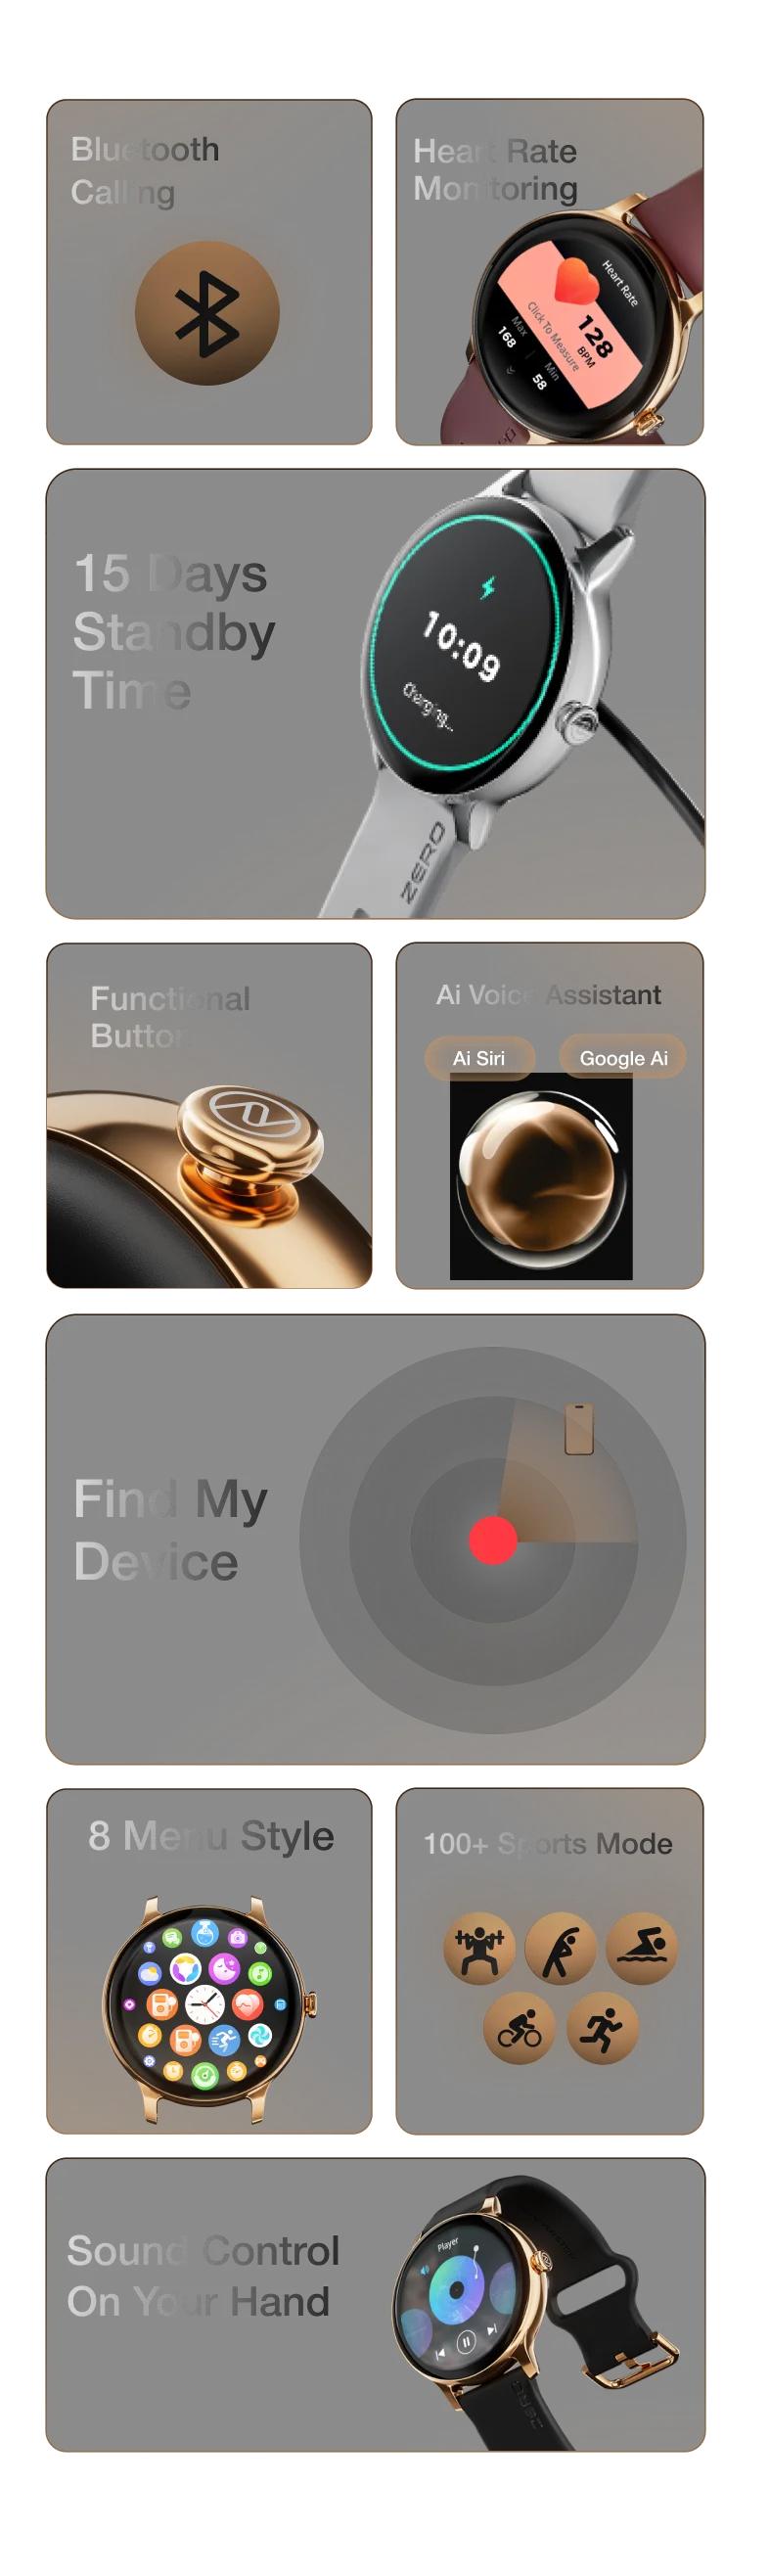 Bluetooth
Calling
Heart Rate
Monitoring
Heart Rate
128
BPM
Click To Measure
Max
168
Min
58
15 Days
Standby
Time
10:09
Charging...
ZERO
Functional
Button
Ai Voice Assistant
Ai Siri
Google Ai
Find My
Device
8 Menu Style
100+ Sports Mode
Sound Control
On Your Hand
Player
ZERO